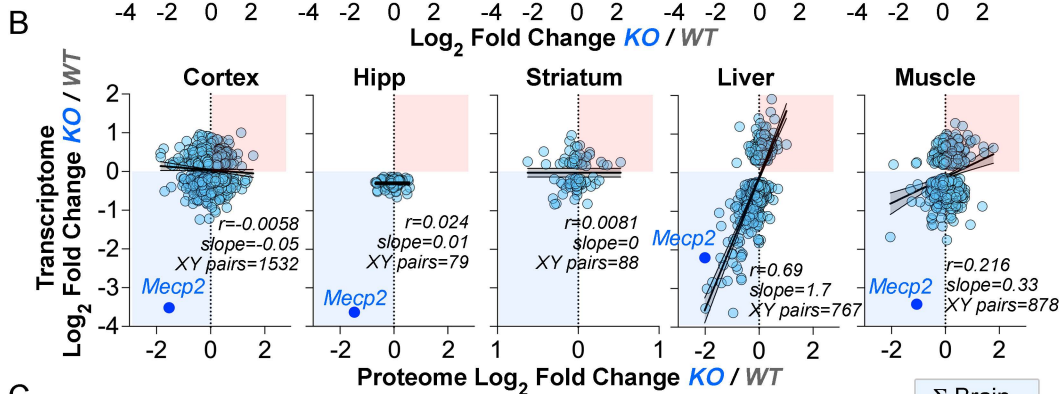 B
-4 -2 0 2 -4 -2 0 2 -4 -2 0 2 -4 -2 0 2 -4 -2 0 2
Log2 Fold Change KO / WT
Transcriptome
Log2 Fold Change KO / WT
Cortex Hipp Striatum Liver Muscle
2
1
0
-1
-2
-3
-4
r=-0.0058
slope=-0.05
XY pairs=1532
Mecp2
-2 0 2
r=0.024
slope=0.01
XY pairs=79
Mecp2
-2 0 2
r=0.0081
slope=0
XY pairs=88
1 0 1
Mecp2
r=0.69
slope=1.7
XY pairs=767
-2 0 2
r=0.216
slope=0.33
XY pairs=878
Mecp2
-2 0 2
Proteome Log2 Fold Change KO / WT
Σ Brain